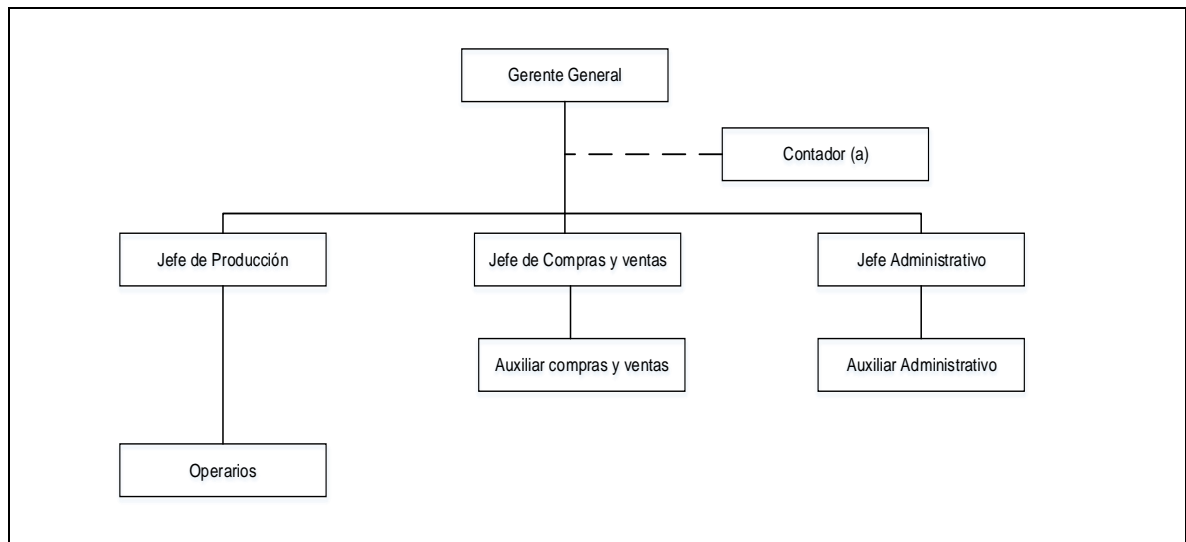 Gerente General
Contador (a)
Jefe de Producción
Jefe de Compras y ventas
Jefe Administrativo
Auxiliar compras y ventas
Auxiliar Administrativo
Operarios